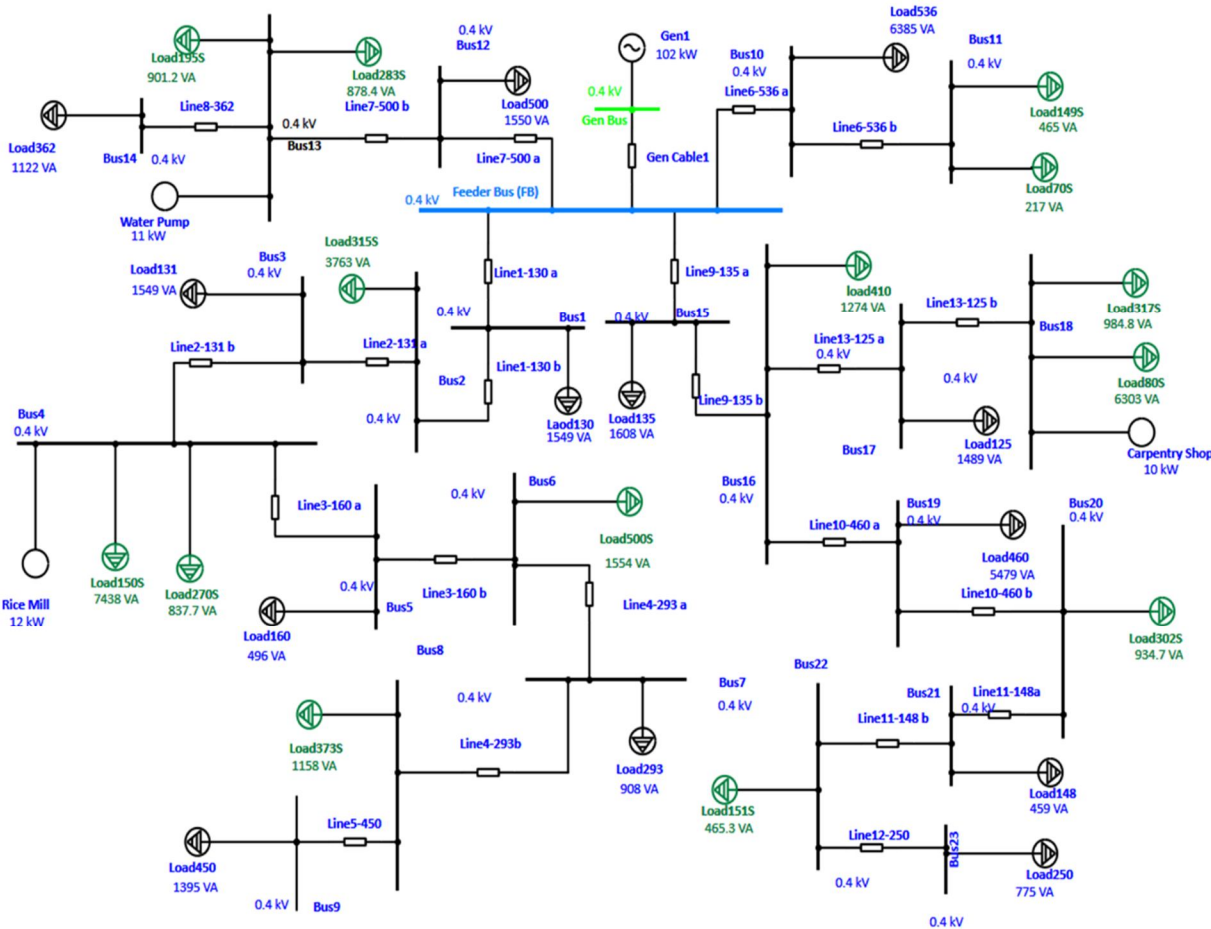 Load195S
901.2 VA
Load283S
878.4 VA
0.4 kV
Bus12
Load500
1550 VA
Line8-362
Line7-500 b
Load362
1122 VA
Bus14
0.4 kV
0.4 kV
Bus13
Line7-500 a
Water Pump
11 kW
Gen1
102 kW
0.4 kV
Gen Bus
Gen Cable1
0.4 kV
Feeder Bus (FB)
Load536
6385 VA
Bus10
0.4 kV
Line6-536 a
Line6-536 b
Bus11
0.4 kV
Load149S
465 VA
Load70S
217 VA
Load315S
3763 VA
Bus3
0.4 kV
Load131
1549 VA
Line2-131 b
Line2-131 a
Line1-130 a
0.4 kV
Bus1
Bus2
Line1-130 b
0.4 kV
Laod130
1549 VA
Line9-135 a
0.4 kV
Bus15
Load135
1608 VA
Line9-135 b
load410
1274 VA
Line13-125 a
0.4 kV
Line13-125 b
Bus18
0.4 kV
Load317S
984.8 VA
Load80S
6303 VA
Load125
1489 VA
Bus17
Carpentry Shop
10 kW
Bus4
0.4 kV
Rice Mill
12 kW
Load150S
7438 VA
Load270S
837.7 VA
Line3-160 a
0.4 kV
Bus5
Load160
496 VA
Line3-160 b
Bus6
0.4 kV
Load500S
1554 VA
Line4-293 a
Bus16
0.4 kV
Line10-460 a
Bus19
0.4 kV
Load460
5479 VA
Line10-460 b
Bus20
0.4 kV
Load302S
934.7 VA
Bus8
0.4 kV
Load373S
1158 VA
Line4-293b
Bus7
0.4 kV
Load293
908 VA
Load450
1395 VA
Line5-450
0.4 kV
Bus9
Bus22
Line11-148 b
Bus21
0.4 kV
Line11-148a
Load148
459 VA
Load151S
465.3 VA
Line12-250
0.4 kV
Bus23
Load250
775 VA
0.4 kV